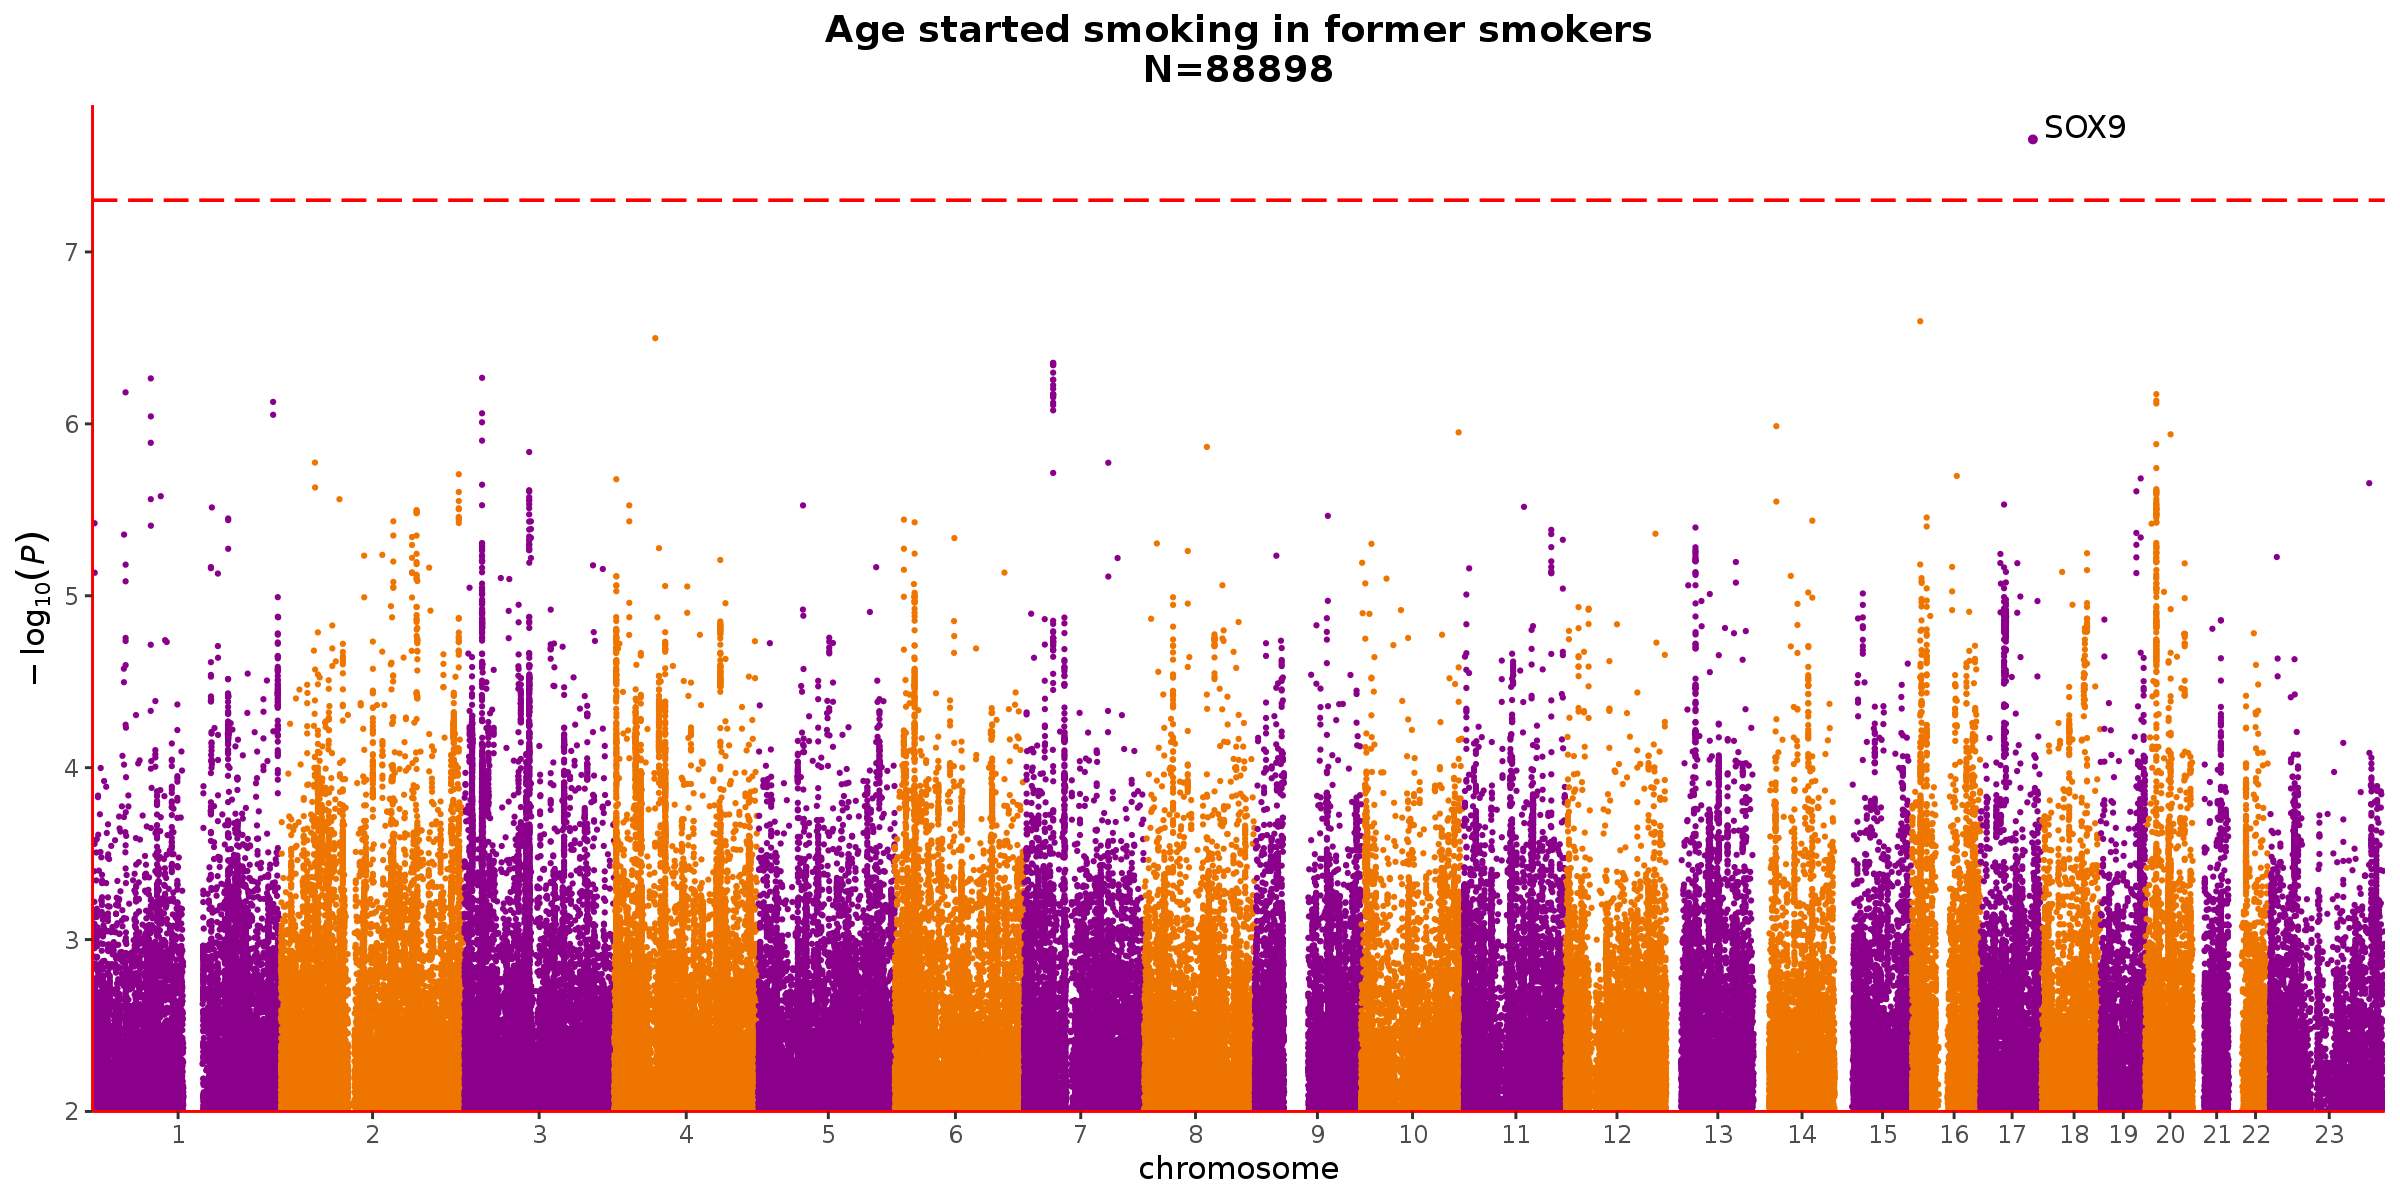 Age started smoking in former smokers
N=88898
SOX9
7
6
5
4
3
2
−log₁₀(P)
1 2 3 4 5 6 7 8 9 10 11 12 13 14 15 16 17 18 19 20 21 22 23
chromosome